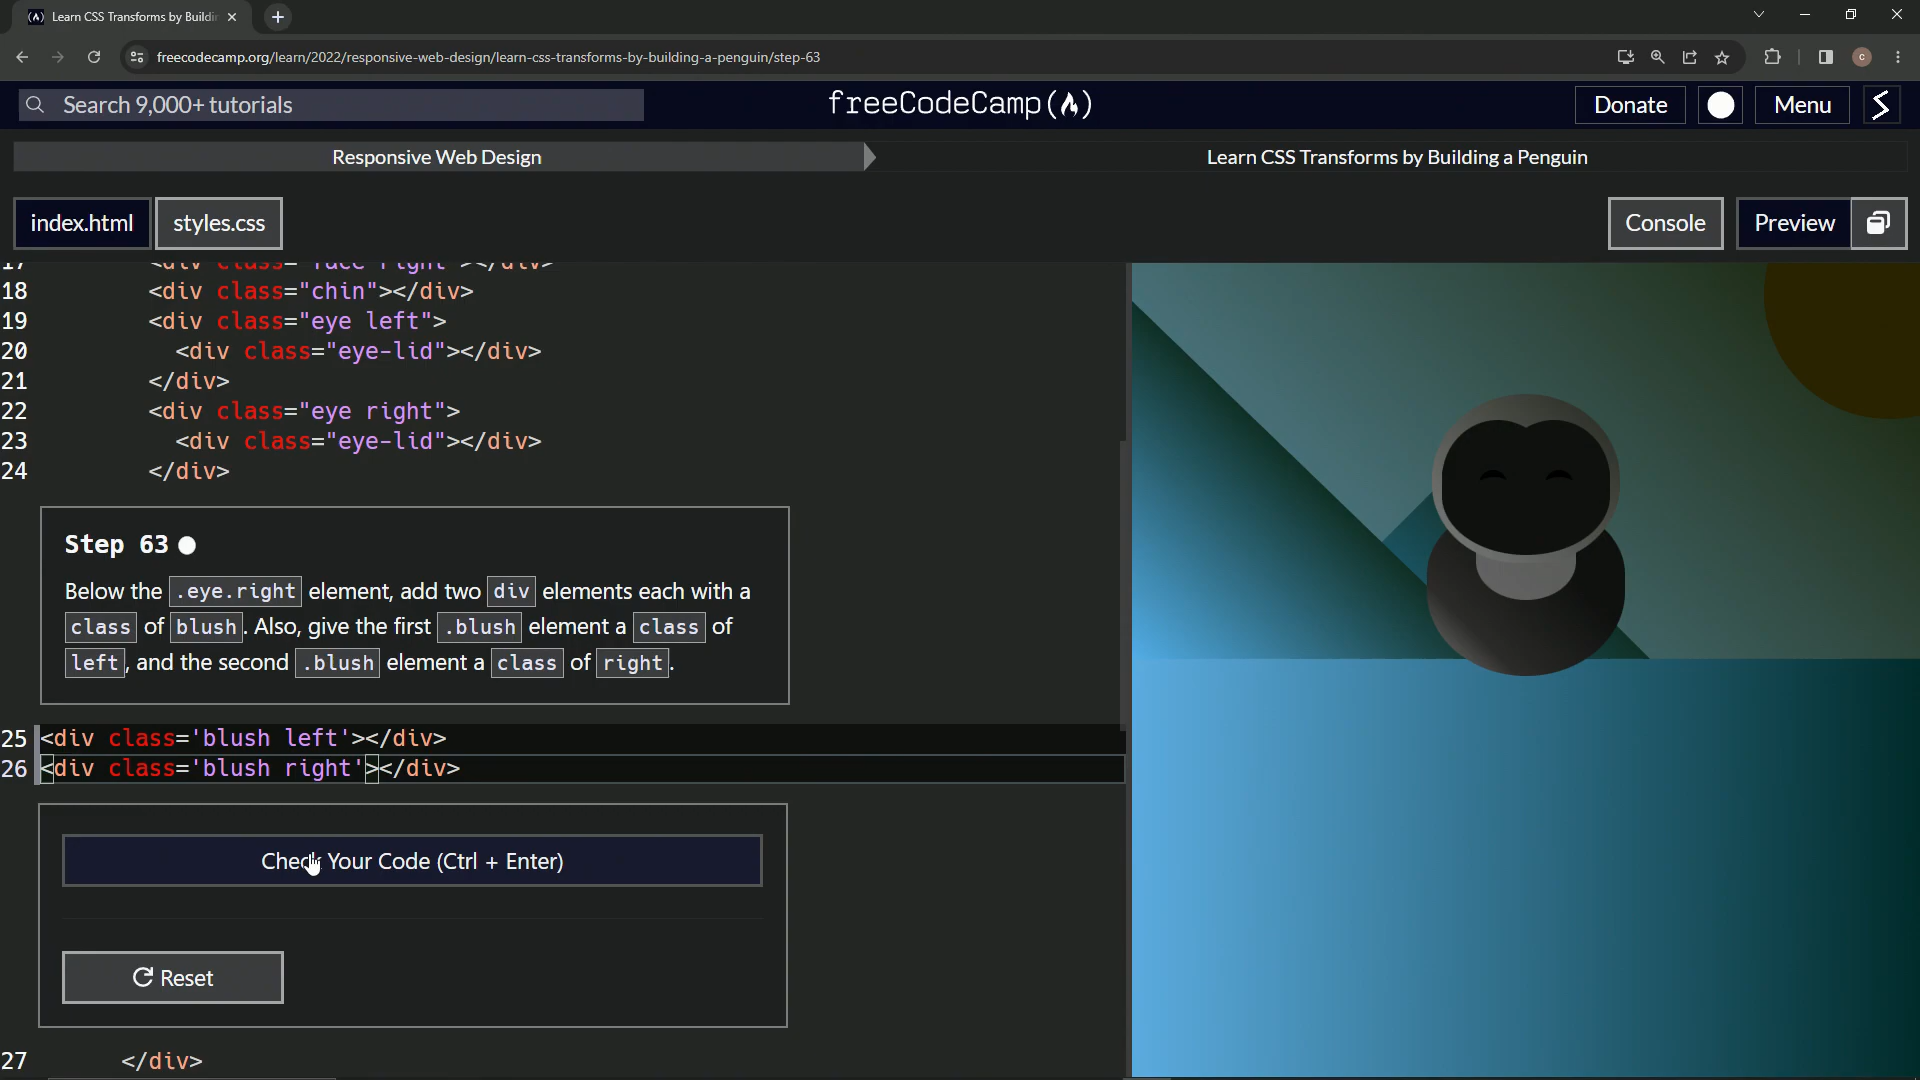 Learn CSS Transforms by Buildi
freecodecamp.org/learn/2022/responsive-web-design/learn-css-transforms-by-building-a-penguin/step-63
C
Search 9,000+ tutorials
freeCodeCamp
Donate
Menu
Responsive Web Design
Learn CSS Transforms by Building a Penguin
index.html
styles.css
Console
Preview
17 <div class="face right"></div>
18 <div class="chin"></div>
19 <div class="eye left">
20 <div class="eye-lid"></div>
21 </div>
22 <div class="eye right">
23 <div class="eye-lid"></div>
24 </div>
Step 63
Below the .eye.right element, add two div elements each with a
class of blush. Also, give the first .blush element a class of
left, and the second .blush element a class of right.
25 <div class='blush left'></div>
26 <div class='blush right'></div>
Check Your Code (Ctrl + Enter)
Reset
27 </div>